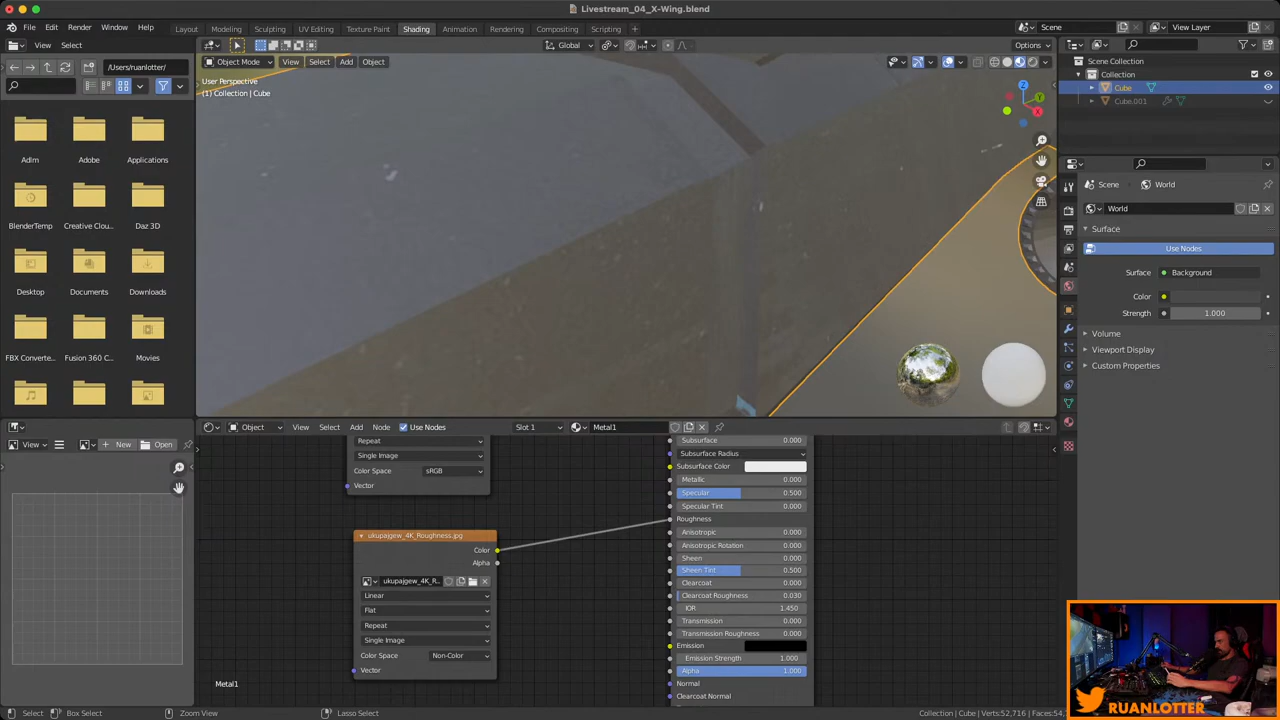 Livestream_04_X-Wing.blend
File Edit Render Window Help Layout Modeling Sculpting UV Editing Texture Paint Shading Animation Rendering Compositing Scripting Scene View Layer
View Select Global Options
/Users/ruanlotter/ Object Mode View Select Add Object
User Perspective
(1) Collection | Cube
Scene Collection
Collection
Cube
Cube.001
AdIm Adobe Applications
BlenderTemp Creative Clou... Daz 3D
Desktop Documents Downloads
FBX Converte... Fusion 360 C... Movies
Scene World
World
Surface
Use Nodes
Surface Background
Color
Strength 1.000
Volume
Viewport Display
Custom Properties
View New Open
Object View Select Add Node Use Nodes Slot 1 Metal1
Repeat
Single Image
Color Space sRGB
Vector
ukupajgew_4K_Roughness.jpg
Color
Alpha
ukupajgew_4K_R...
Linear
Flat
Repeat
Single Image
Color Space Non-Color
Vector
Subsurface 0.000
Subsurface Radius
Subsurface Color
Metallic 0.000
Specular 0.500
Specular Tint 0.000
Roughness
Anisotropic 0.000
Anisotropic Rotation 0.000
Sheen 0.000
Sheen Tint 0.500
Clearcoat 0.000
Clearcoat Roughness 0.030
IOR 1.450
Transmission 0.000
Transmission Roughness 0.000
Emission
Emission Strength 1.000
Alpha 1.000
Normal
Clearcoat Normal
Metal1
RUANLOTTER
Select Box Select Zoom View Lasso Select Collection | Cube | Verts:52,716 | Faces:54,